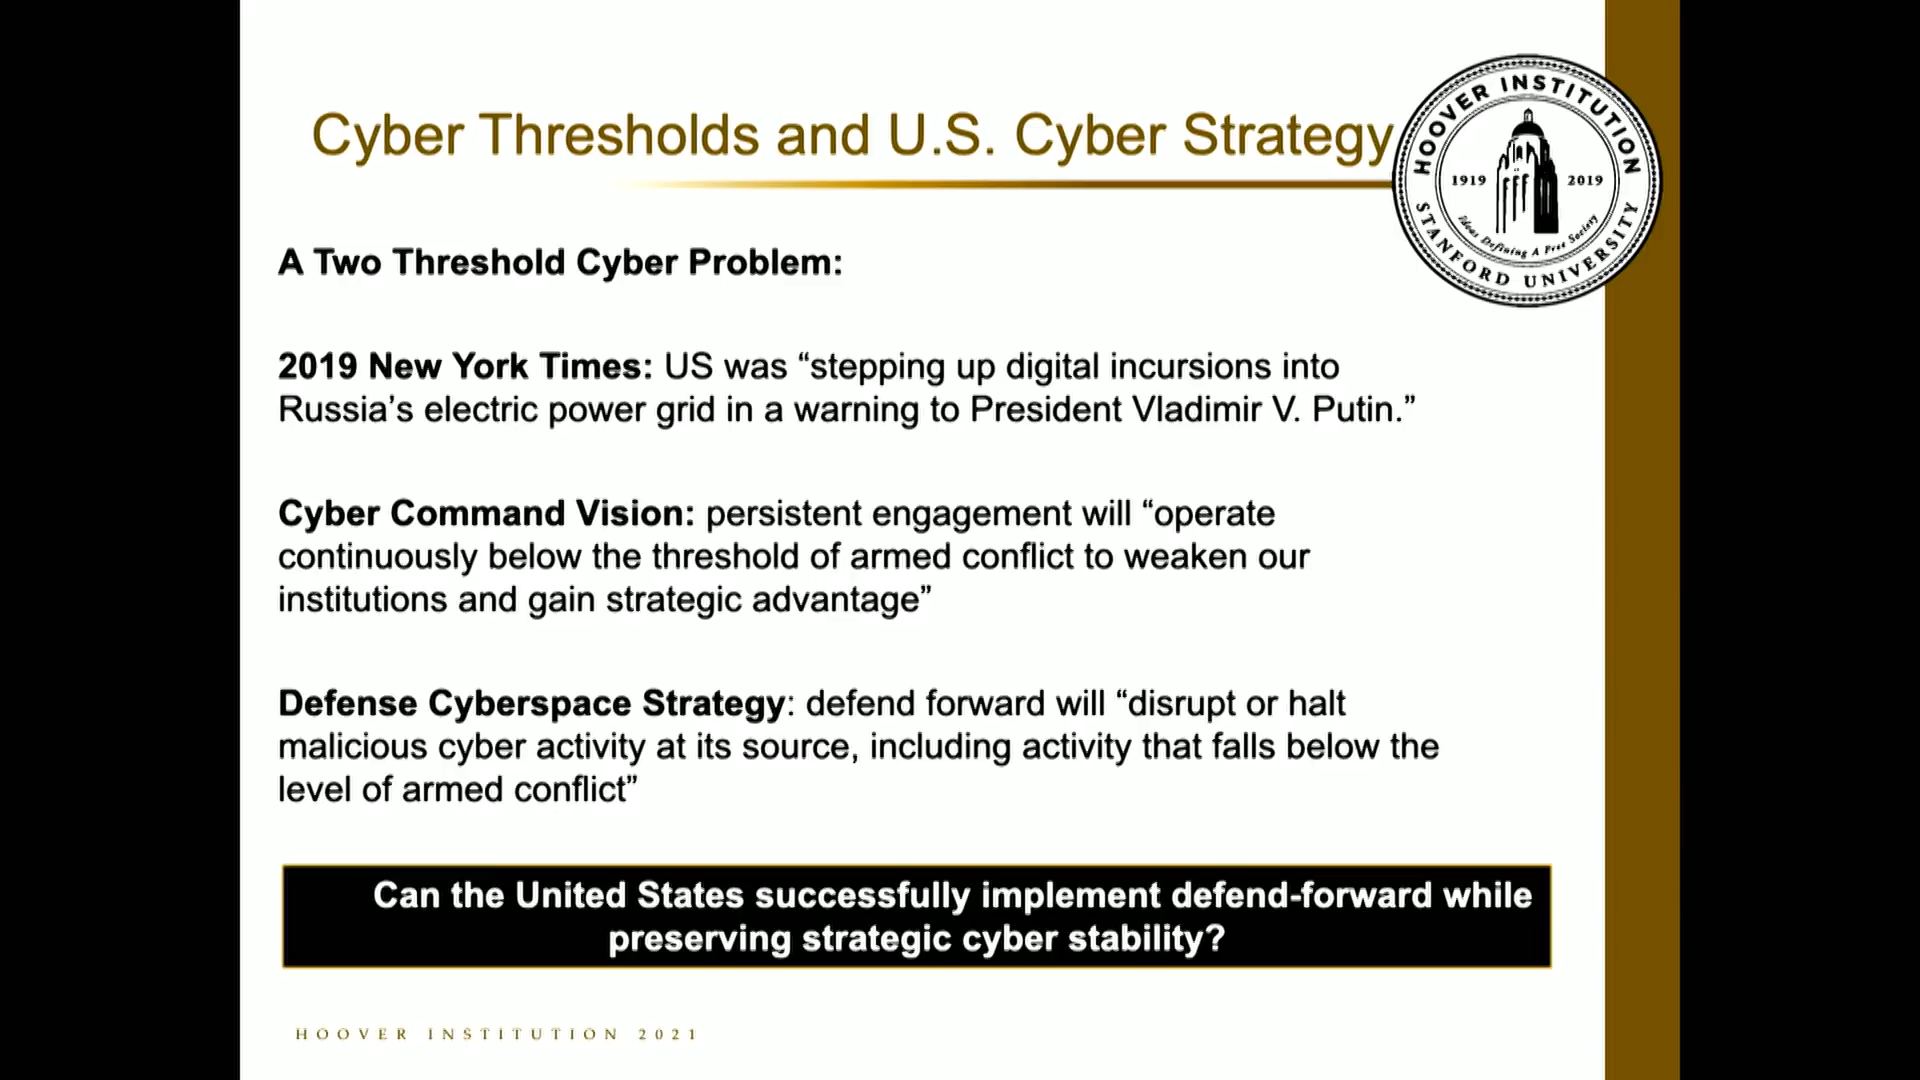 Cyber Thresholds and U.S. Cyber Strategy
HOOVER INSTITUTION
1919 2019
Ideas Defining A Free Society
STANFORD UNIVERSITY
A Two Threshold Cyber Problem:
2019 New York Times: US was “stepping up digital incursions into
Russia’s electric power grid in a warning to President Vladimir V. Putin.”
Cyber Command Vision: persistent engagement will “operate
continuously below the threshold of armed conflict to weaken our
institutions and gain strategic advantage”
Defense Cyberspace Strategy: defend forward will “disrupt or halt
malicious cyber activity at its source, including activity that falls below the
level of armed conflict”
Can the United States successfully implement defend-forward while
preserving strategic cyber stability?
HOOVER INSTITUTION 2021